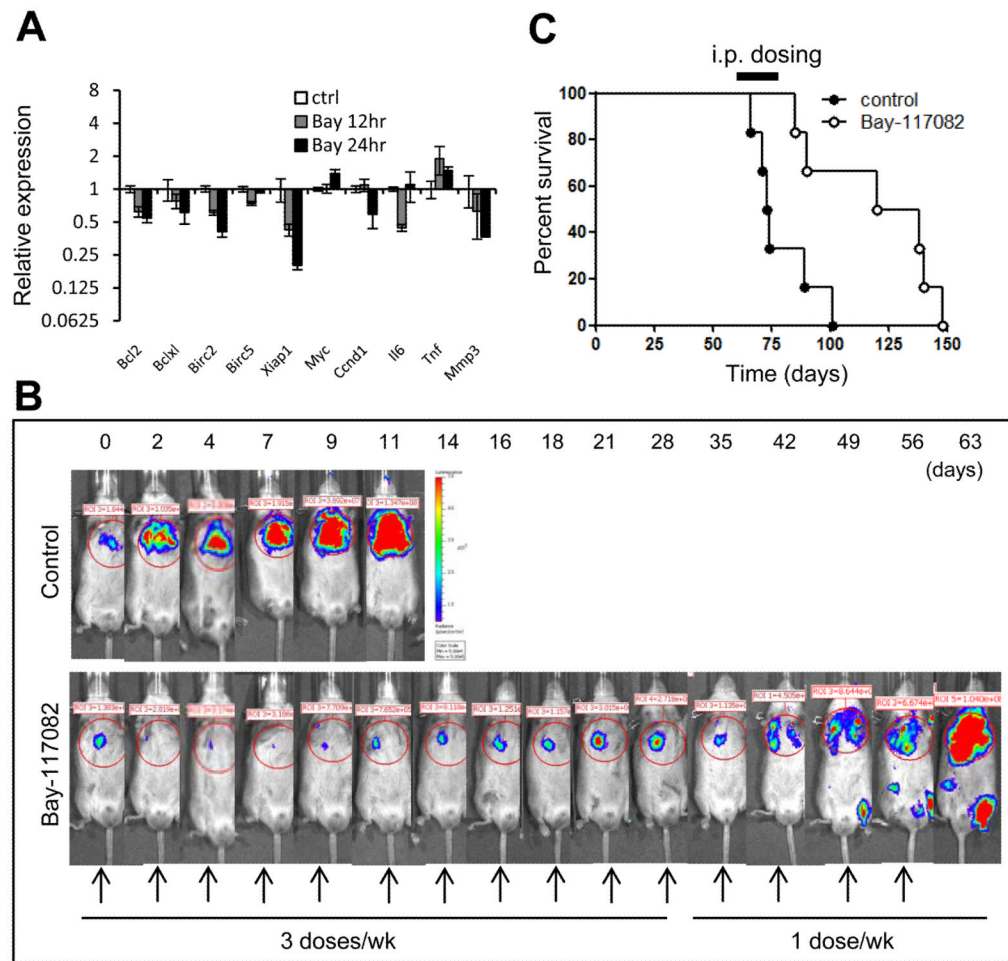 A
8
4
2
1
0.5
0.25
0.125
0.0625
Relative expression
ctrl
Bay 12hr
Bay 24hr
Bcl2
Bclxl
Birc2
Birc5
Xiap1
Myc
Ccnd1
Il6
Tnf
Mmp3
C
i.p. dosing
control
Bay-117082
100
80
60
40
20
0
Percent survival
0 25 50 75 100 125 150
Time (days)
B
0 2 4 7 9 11 14 16 18 21 28 35 42 49 56 63
(days)
Control
Bay-117082
3 doses/wk
1 dose/wk